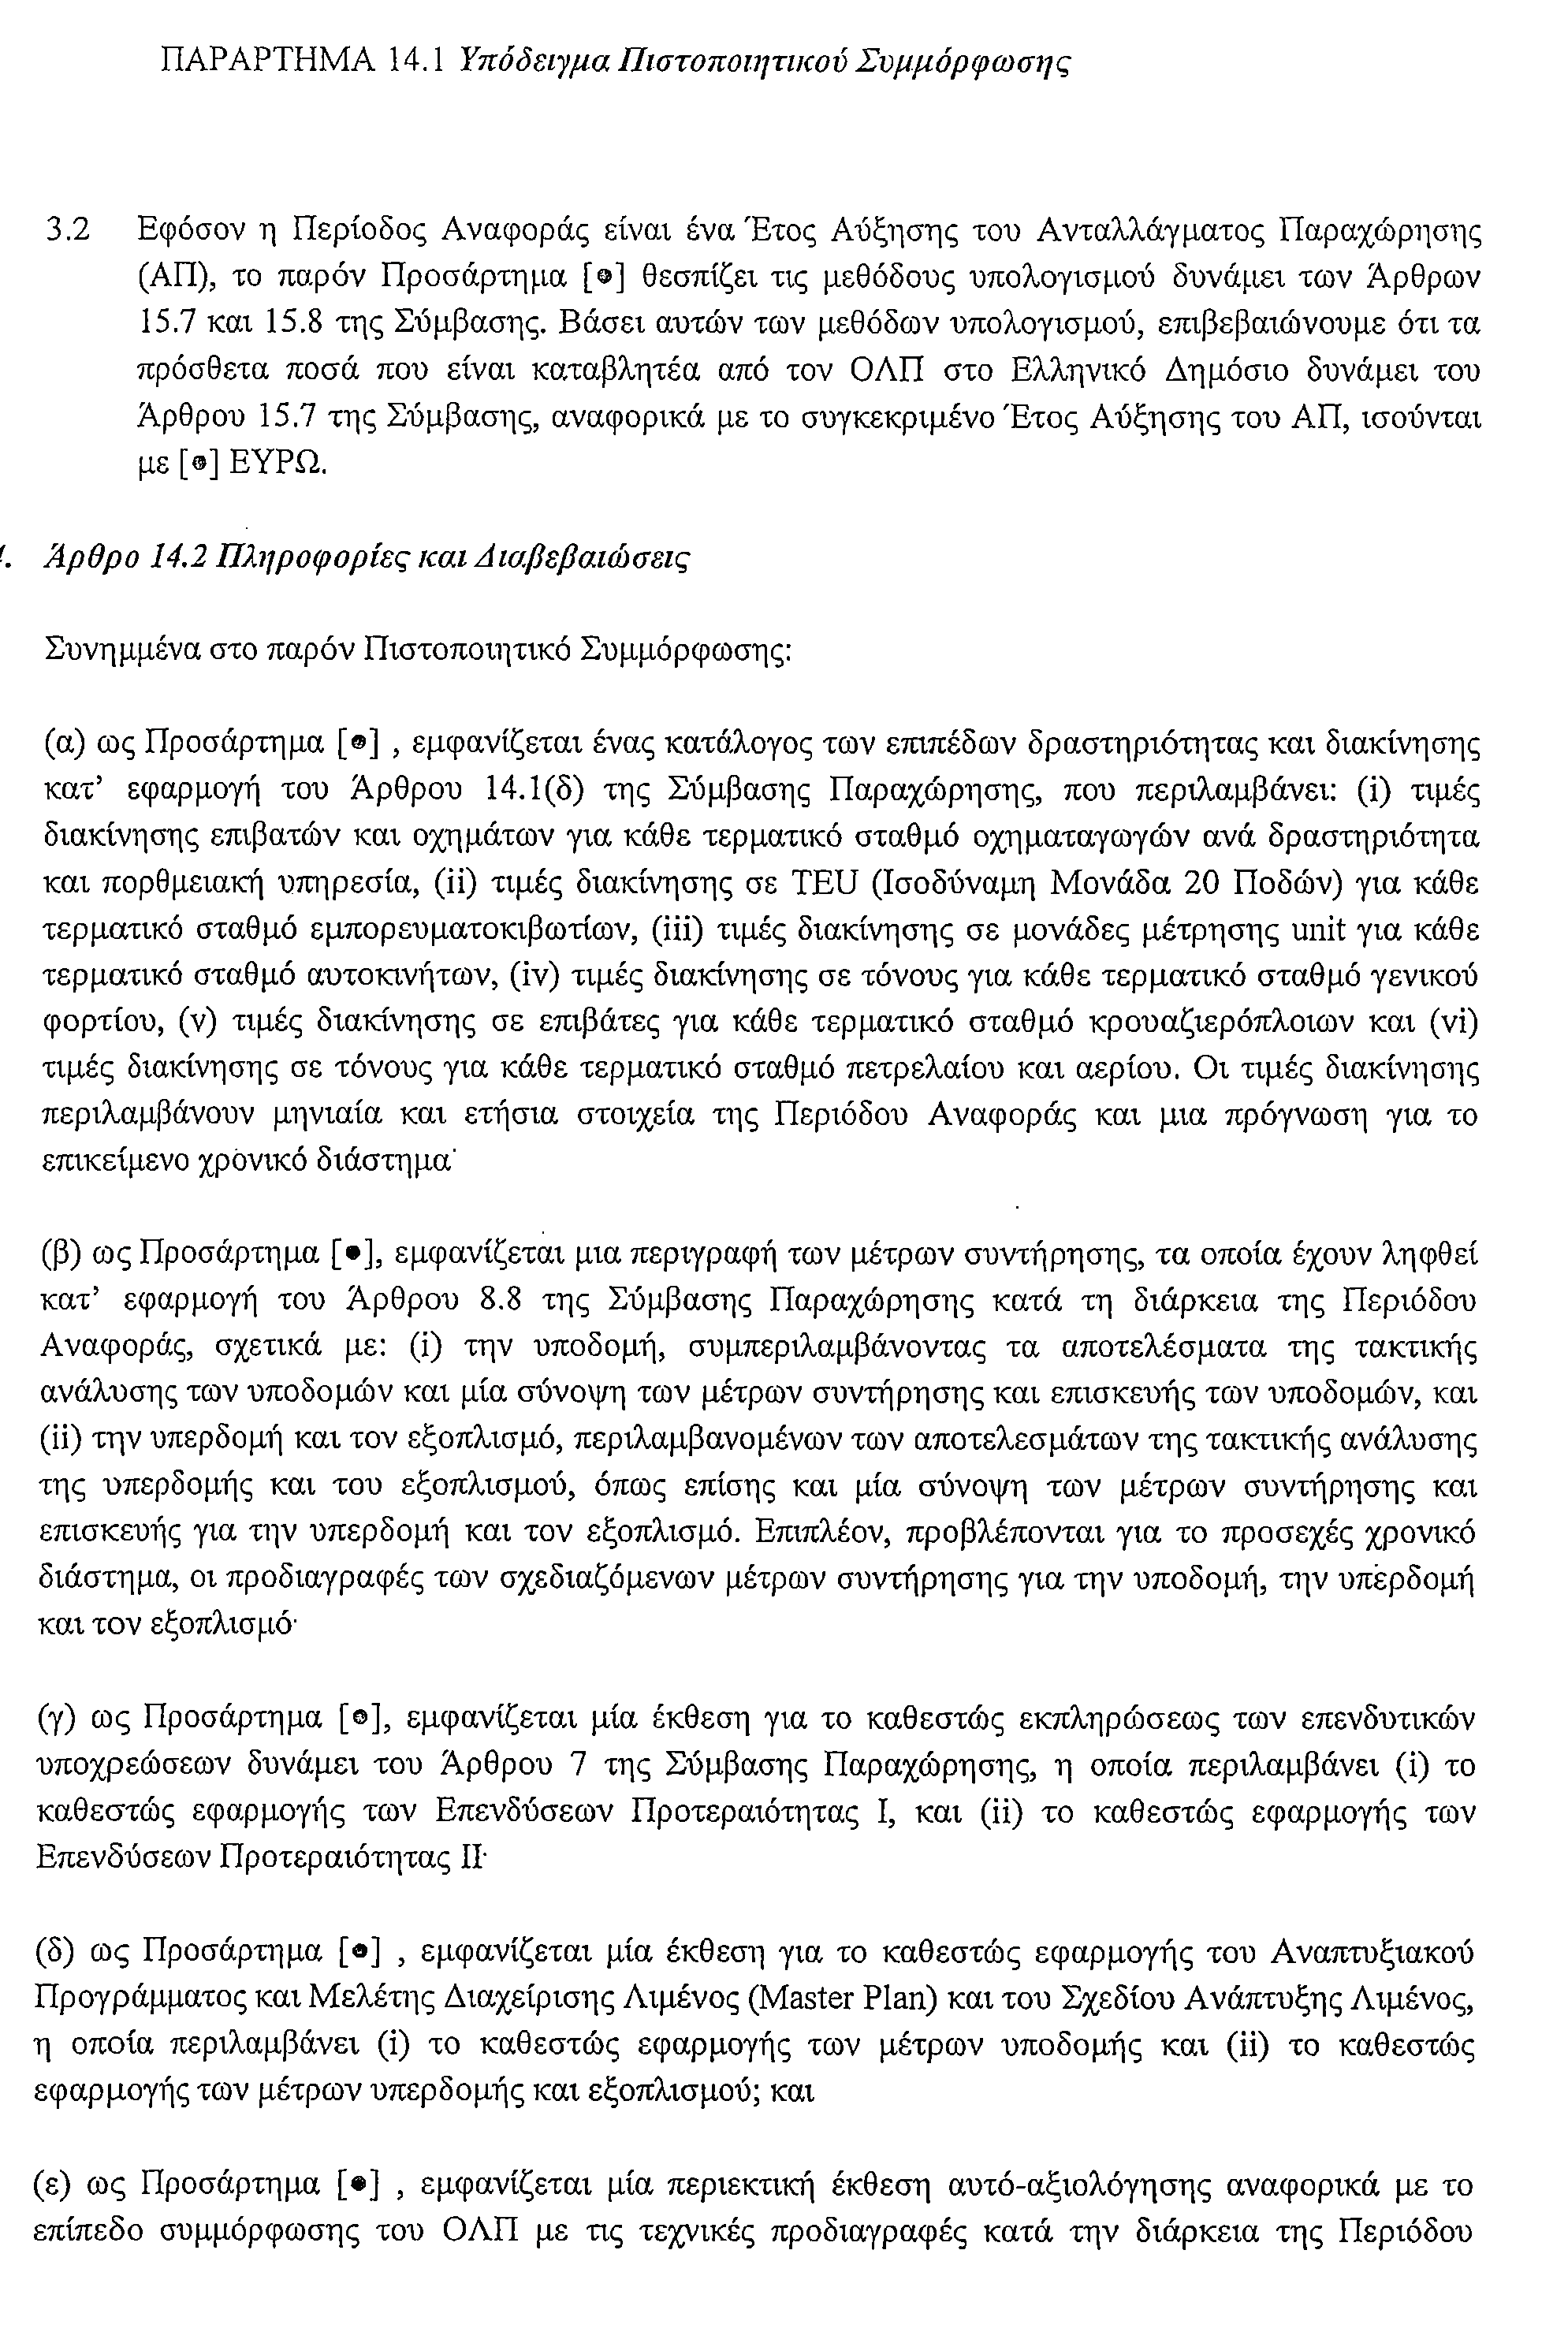 ΠΑΡΑΡΤΗΜΑ 14.1 Υπόδειγμα Πιστοποιητικού Συμμόρφωσης
3.2 Εφόσον η Περίοδος Αναφοράς είναι ένα Έτος Αύξησης του Ανταλλάγματος Παραχώρησης
(ΑΠ), το παρόν Προσάρτημα [•] θεσπίζει τις μεθόδους υπολογισμού δυνάμει των Άρθρων
15.7 και 15.8 της Σύμβασης. Βάσει αυτών των μεθόδων υπολογισμού, επιβεβαιώνουμε ότι τα
πρόσθετα ποσά που είναι καταβλητέα από τον ΟΛΠ στο Ελληνικό Δημόσιο δυνάμει του
Άρθρου 15.7 της Σύμβασης, αναφορικά με το συγκεκριμένο Έτος Αύξησης του ΑΠ, ισούνται
με [•] ΕΥΡΩ.
Άρθρο 14.2 Πληροφορίες και Διαβεβαιώσεις
Συνημμένα στο παρόν Πιστοποιητικό Συμμόρφωσης:
(α) ως Προσάρτημα [•] , εμφανίζεται ένας κατάλογος των επιπέδων δραστηριότητας και διακίνησης
κατ’ εφαρμογή του Άρθρου 14.1(δ) της Σύμβασης Παραχώρησης, που περιλαμβάνει: (i) τιμές
διακίνησης επιβατών και οχημάτων για κάθε τερματικό σταθμό οχηματαγωγών ανά δραστηριότητα
και πορθμειακή υπηρεσία, (ii) τιμές διακίνησης σε TEU (Ισοδύναμη Μονάδα 20 Ποδών) για κάθε
τερματικό σταθμό εμπορευματοκιβωτίων, (iii) τιμές διακίνησης σε μονάδες μέτρησης unit για κάθε
τερματικό σταθμό αυτοκινήτων, (iv) τιμές διακίνησης σε τόνους για κάθε τερματικό σταθμό γενικού
φορτίου, (v) τιμές διακίνησης σε επιβάτες για κάθε τερματικό σταθμό κρουαζιερόπλοιων και (vi)
τιμές διακίνησης σε τόνους για κάθε τερματικό σταθμό πετρελαίου και αερίου. Οι τιμές διακίνησης
περιλαμβάνουν μηνιαία και ετήσια στοιχεία της Περιόδου Αναφοράς και μια πρόγνωση για το
επικείμενο χρονικό διάστημα·
(β) ως Προσάρτημα [•], εμφανίζεται μια περιγραφή των μέτρων συντήρησης, τα οποία έχουν ληφθεί
κατ’ εφαρμογή του Άρθρου 8.8 της Σύμβασης Παραχώρησης κατά τη διάρκεια της Περιόδου
Αναφοράς, σχετικά με: (i) την υποδομή, συμπεριλαμβάνοντας τα αποτελέσματα της τακτικής
ανάλυσης των υποδομών και μία σύνοψη των μέτρων συντήρησης και επισκευής των υποδομών, και
(ii) την υπερδομή και τον εξοπλισμό, περιλαμβανομένων των αποτελεσμάτων της τακτικής ανάλυσης
της υπερδομής και του εξοπλισμού, όπως επίσης και μία σύνοψη των μέτρων συντήρησης και
επισκευής για την υπερδομή και τον εξοπλισμό. Επιπλέον, προβλέπονται για το προσεχές χρονικό
διάστημα, οι προδιαγραφές των σχεδιαζόμενων μέτρων συντήρησης για την υποδομή, την υπερδομή
και τον εξοπλισμό·
(γ) ως Προσάρτημα [•], εμφανίζεται μία έκθεση για το καθεστώς εκπληρώσεως των επενδυτικών
υποχρεώσεων δυνάμει του Άρθρου 7 της Σύμβασης Παραχώρησης, η οποία περιλαμβάνει (i) το
καθεστώς εφαρμογής των Επενδύσεων Προτεραιότητας I, και (ii) το καθεστώς εφαρμογής των
Επενδύσεων Προτεραιότητας II·
(δ) ως Προσάρτημα [•] , εμφανίζεται μία έκθεση για το καθεστώς εφαρμογής του Αναπτυξιακού
Προγράμματος και Μελέτης Διαχείρισης Λιμένος (Master Plan) και του Σχεδίου Ανάπτυξης Λιμένος,
η οποία περιλαμβάνει (i) το καθεστώς εφαρμογής των μέτρων υποδομής και (ii) το καθεστώς
εφαρμογής των μέτρων υπερδομής και εξοπλισμού; και
(ε) ως Προσάρτημα [•] , εμφανίζεται μία περιεκτική έκθεση αυτό-αξιολόγησης αναφορικά με το
επίπεδο συμμόρφωσης του ΟΛΠ με τις τεχνικές προδιαγραφές κατά την διάρκεια της Περιόδου